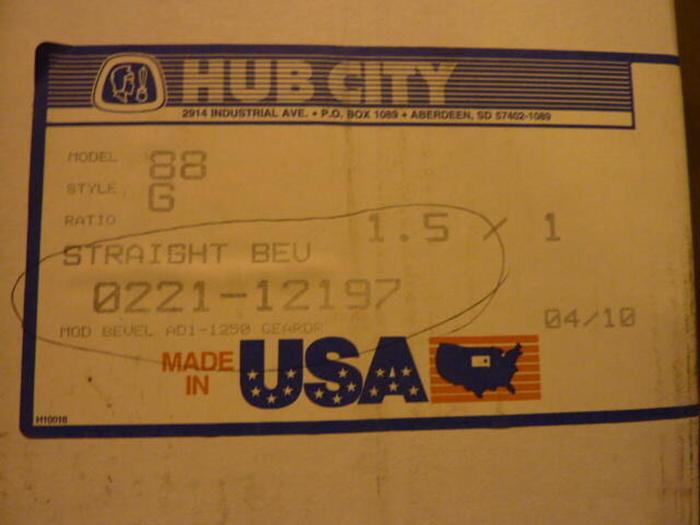 HUB CITY
2914 INDUSTRIAL AVE. • P.O. BOX 1089 • ABERDEEN, SD 57402-1089
MODEL 88
STYLE G
RATIO 1.5 / 1
STRAIGHT BEV
0221-12197
MOD BEVEL AD1-1250 GEARDR
04/10
MADE IN USA
H10016